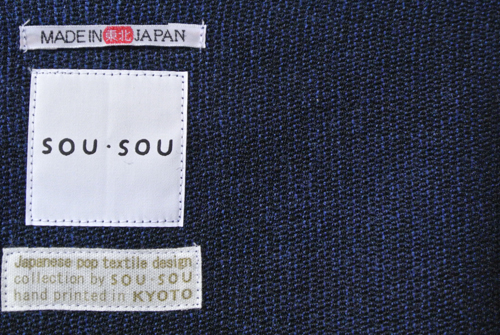 MADE IN 東北 JAPAN
SOU・SOU
Japanese pop textile design
collection by SOU・SOU
hand printed in KYOTO